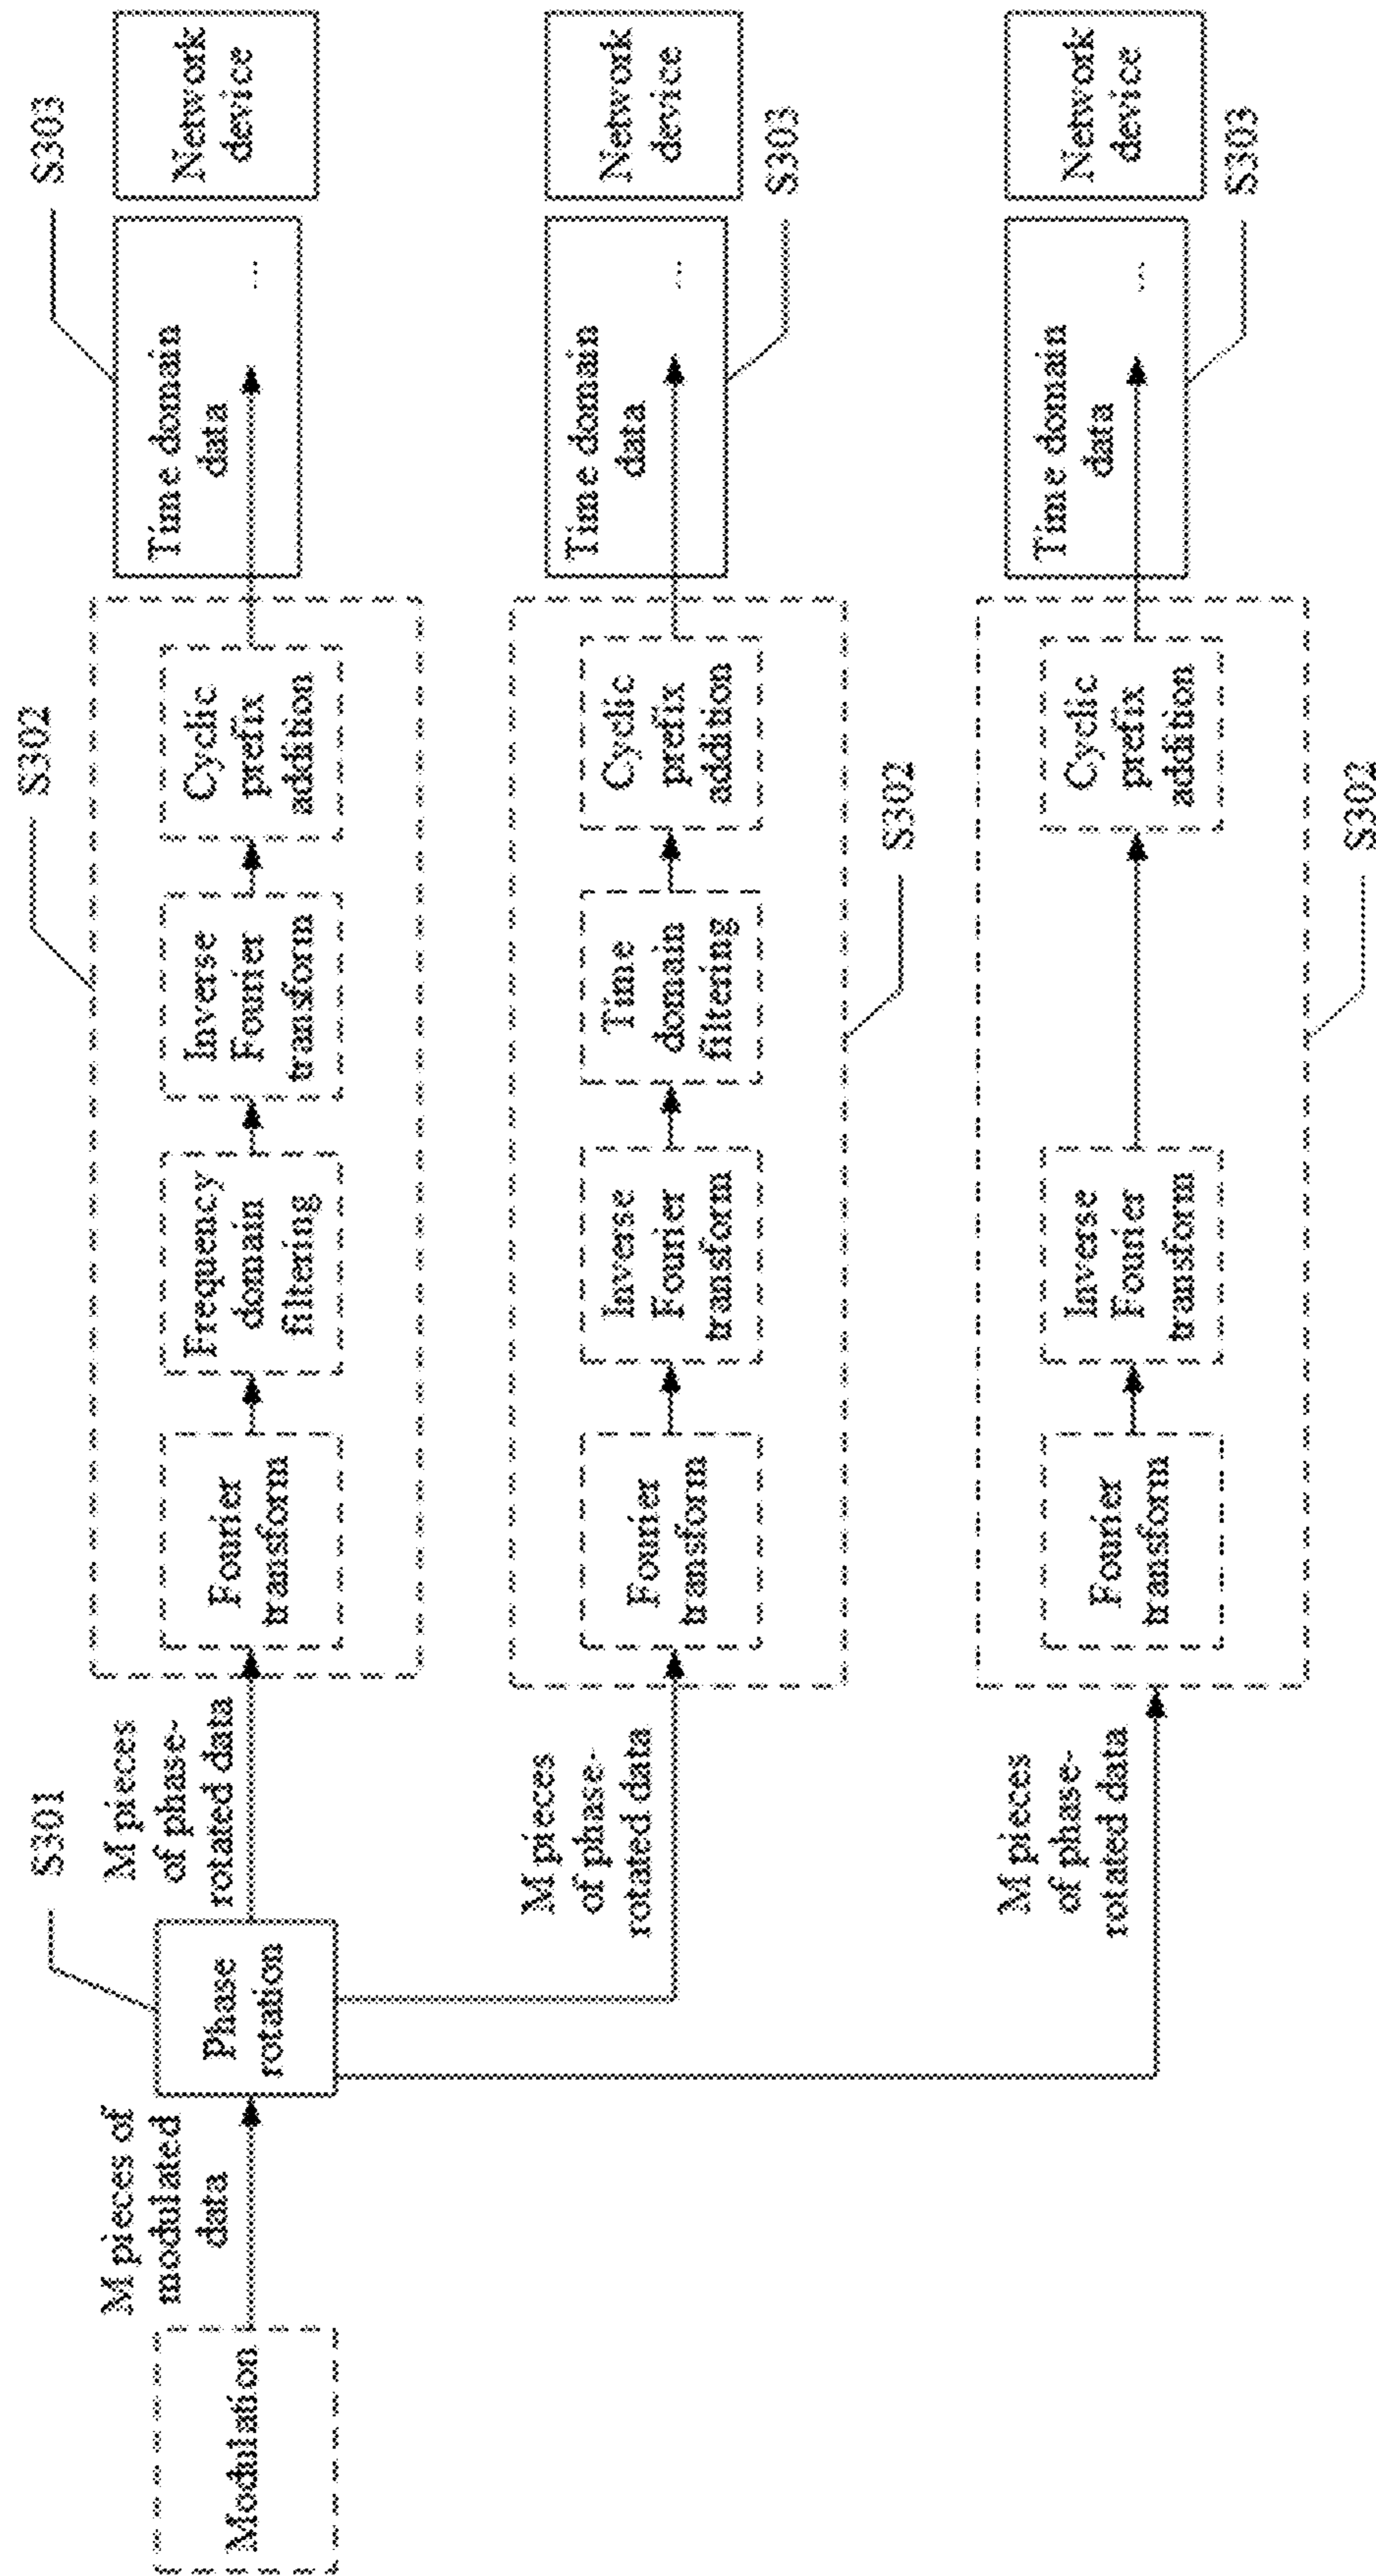 Modulation
M pieces of
modulated
data
S301
Phase
rotation
M pieces
of phase-
rotated data
S302
Fourier
transform
Frequency
domain
filtering
Inverse
Fourier
transform
Cyclic
prefix
addition
S303
Time domain
data
...
Network
device
M pieces
of phase-
rotated data
Fourier
transform
Inverse
Fourier
transform
Time
domain
filtering
Cyclic
prefix
addition
S302
Time domain
data
...
S303
Network
device
M pieces
of phase-
rotated data
Fourier
transform
Inverse
Fourier
transform
Cyclic
prefix
addition
S302
Time domain
data
...
S303
Network
device